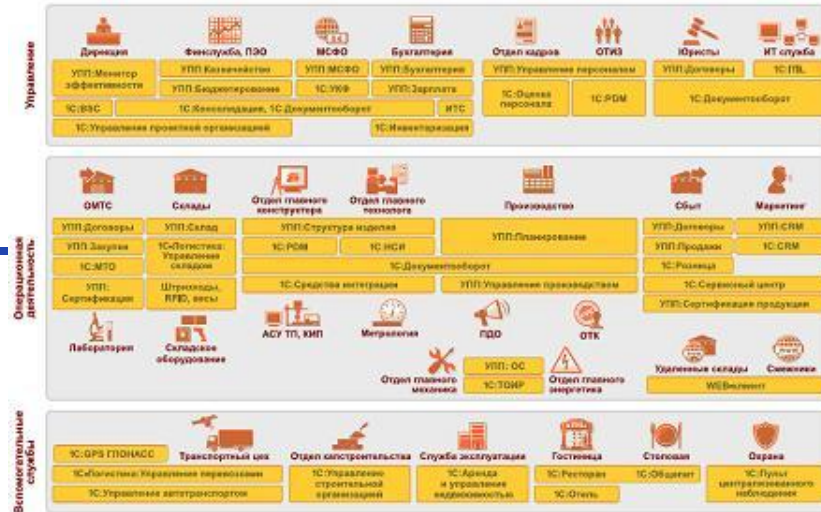 Управление
Дирекция
Финслужба, ПЭО
МСФО
Бухгалтерия
Отдел кадров
ОТИЗ
Юристы
ИТ служба
УПП:Монитор
эффективности
УПП:Казначейство
УПП:МСФО
УПП:Бухгалтерия
УПП:Управление персоналом
УПП:Договоры
1С:ITIL
УПП:Бюджетирование
1С:УКФ
УПП:Зарплата
1С:Оценка
персонала
1С:PDM
1С:Документооборот
1С:BSC
1С:Консолидация, 1С:Документооборот
ИТС
1С:Управление проектной организацией
1С:Инвентаризация
Операционная
деятельность
ОМТС
Склады
Отдел главного
конструктора
Отдел главного
технолога
Производство
Сбыт
Маркетинг
УПП:Договоры
УПП:Склад
УПП:Структура изделия
УПП:Планирование
УПП:Договоры
УПП:CRM
УПП:Закупки
1С-Логистика:
Управление
складом
1С:PDM
1С:НСИ
УПП:Продажи
1С:CRM
1С:МТО
1С:Документооборот
1С:Розница
УПП:
Сертификация
Штрихкоды,
RFID, весы
1С:Средства интеграции
УПП:Управление производством
1С:Сервисный центр
УПП:Сертификация продукции
Лаборатория
Складское
оборудование
АСУ ТП, КИП
Метрология
ПДО
ОТК
Отдел главного
механика
УПП: ОС
1С:ТОИР
Отдел главного
энергетика
Удаленные склады
Смежники
WEB-клиент
Вспомогательные
службы
1С:GPS ГЛОНАСС
Транспортный цех
Отдел капстроительства
Служба эксплуатации
Гостиница
Столовая
Охрана
1С-Логистика: Управление перевозками
1С:Управление
строительной
организацией
1С:Аренда
и управление
недвижимостью
1С:Ресторан
1С:Общепит
1С:Пульт
централизованного
наблюдения
1С:Управление автотранспортом
1С:Отель